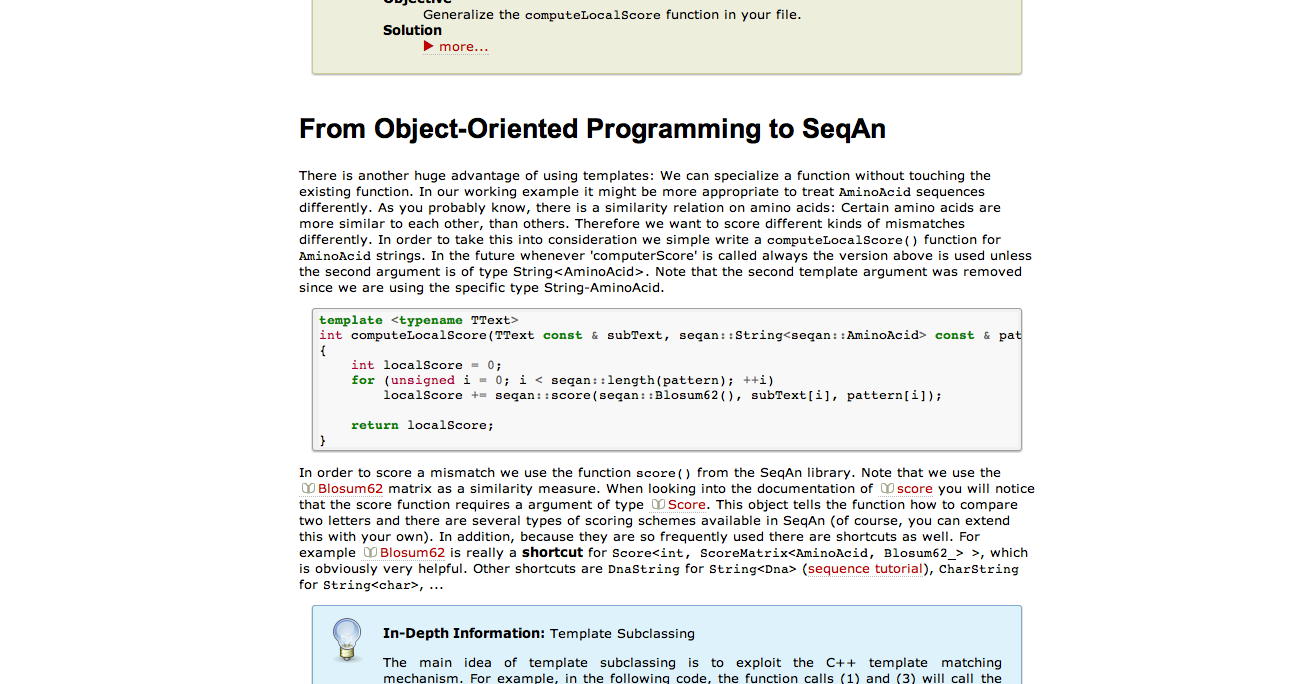 Objective
Generalize the computeLocalScore function in your file.
Solution
▶ more...
From Object-Oriented Programming to SeqAn
There is another huge advantage of using templates: We can specialize a function without touching the
existing function. In our working example it might be more appropriate to treat AminoAcid sequences
differently. As you probably know, there is a similarity relation on amino acids: Certain amino acids are
more similar to each other, than others. Therefore we want to score different kinds of mismatches
differently. In order to take this into consideration we simple write a computeLocalScore() function for
AminoAcid strings. In the future whenever 'computerScore' is called always the version above is used unless
the second argument is of type String<AminoAcid>. Note that the second template argument was removed
since we are using the specific type String-AminoAcid.
template <typename TText>
int computeLocalScore(TText const & subText, seqan::String<seqan::AminoAcid> const & pat
{
    int localScore = 0;
    for (unsigned i = 0; i < seqan::length(pattern); ++i)
        localScore += seqan::score(seqan::Blosum62(), subText[i], pattern[i]);
    return localScore;
}
In order to score a mismatch we use the function score() from the SeqAn library. Note that we use the
Blosum62 matrix as a similarity measure. When looking into the documentation of score you will notice
that the score function requires a argument of type Score. This object tells the function how to compare
two letters and there are several types of scoring schemes available in SeqAn (of course, you can extend
this with your own). In addition, because they are so frequently used there are shortcuts as well. For
example Blosum62 is really a shortcut for Score<int, ScoreMatrix<AminoAcid, Blosum62_> >, which
is obviously very helpful. Other shortcuts are DnaString for String<Dna> (sequence tutorial), CharString
for String<char>, ...
In-Depth Information: Template Subclassing
The main idea of template subclassing is to exploit the C++ template matching
mechanism. For example, in the following code, the function calls (1) and (3) will call the